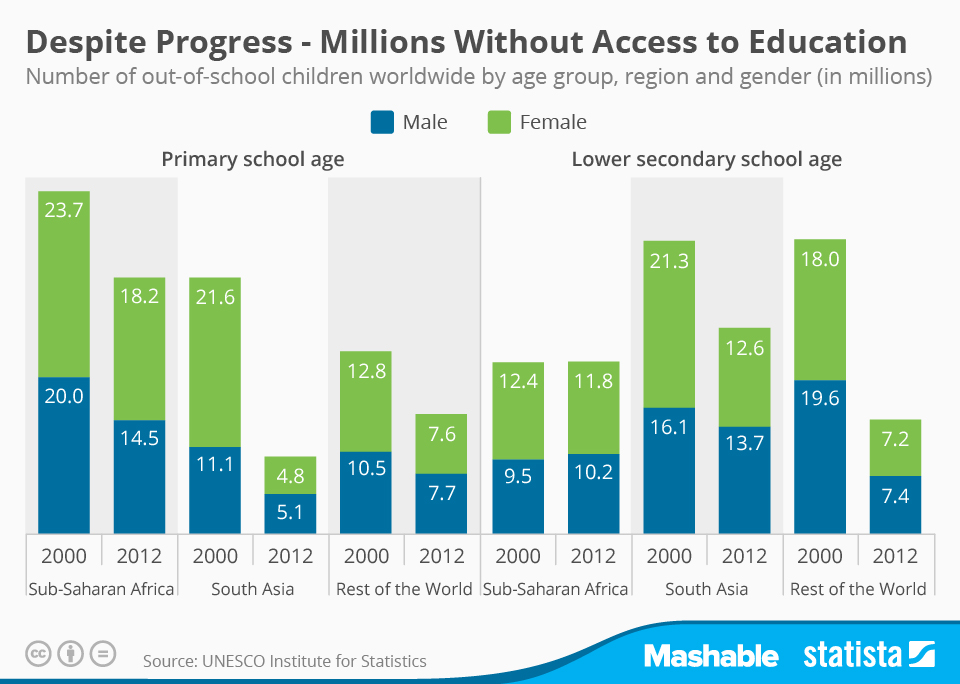 Despite Progress - Millions Without Access to Education
Number of out-of-school children worldwide by age group, region and gender (in millions)
Male Female
Primary school age Lower secondary school age
23.7
20.0
18.2
14.5
21.6
11.1
4.8
5.1
12.8
10.5
7.6
7.7
12.4
9.5
11.8
10.2
21.3
16.1
12.6
13.7
18.0
19.6
7.2
7.4
2000 2012 2000 2012 2000 2012 2000 2012 2000 2012 2000 2012
Sub-Saharan Africa South Asia Rest of the World Sub-Saharan Africa South Asia Rest of the World
cc
Source: UNESCO Institute for Statistics
Mashable statista